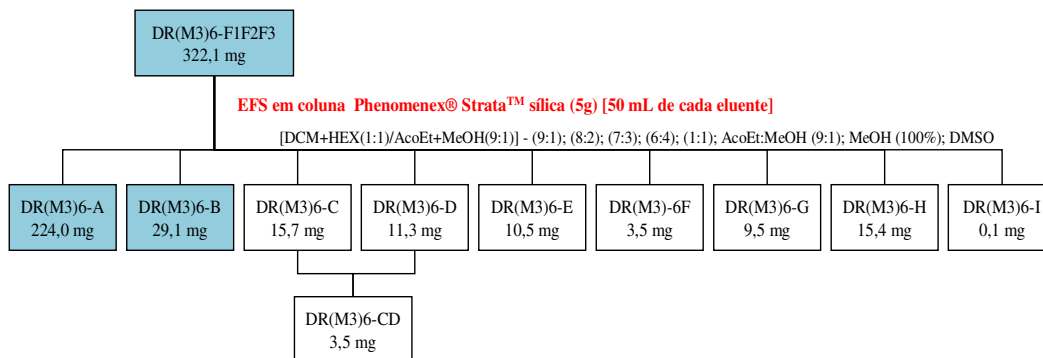 DR(M3)6-F1F2F3
322,1 mg
EFS em coluna Phenomenex® Strata™ sílica (5g) [50 mL de cada eluente]
[DCM+HEX(1:1)/AcoEt+MeOH(9:1)] - (9:1); (8:2); (7:3); (6:4); (1:1); AcoEt:MeOH (9:1); MeOH (100%); DMSO
DR(M3)6-A
224,0 mg
DR(M3)6-B
29,1 mg
DR(M3)6-C
15,7 mg
DR(M3)6-D
11,3 mg
DR(M3)6-E
10,5 mg
DR(M3)-6F
3,5 mg
DR(M3)6-G
9,5 mg
DR(M3)6-H
15,4 mg
DR(M3)6-I
0,1 mg
DR(M3)6-CD
3,5 mg